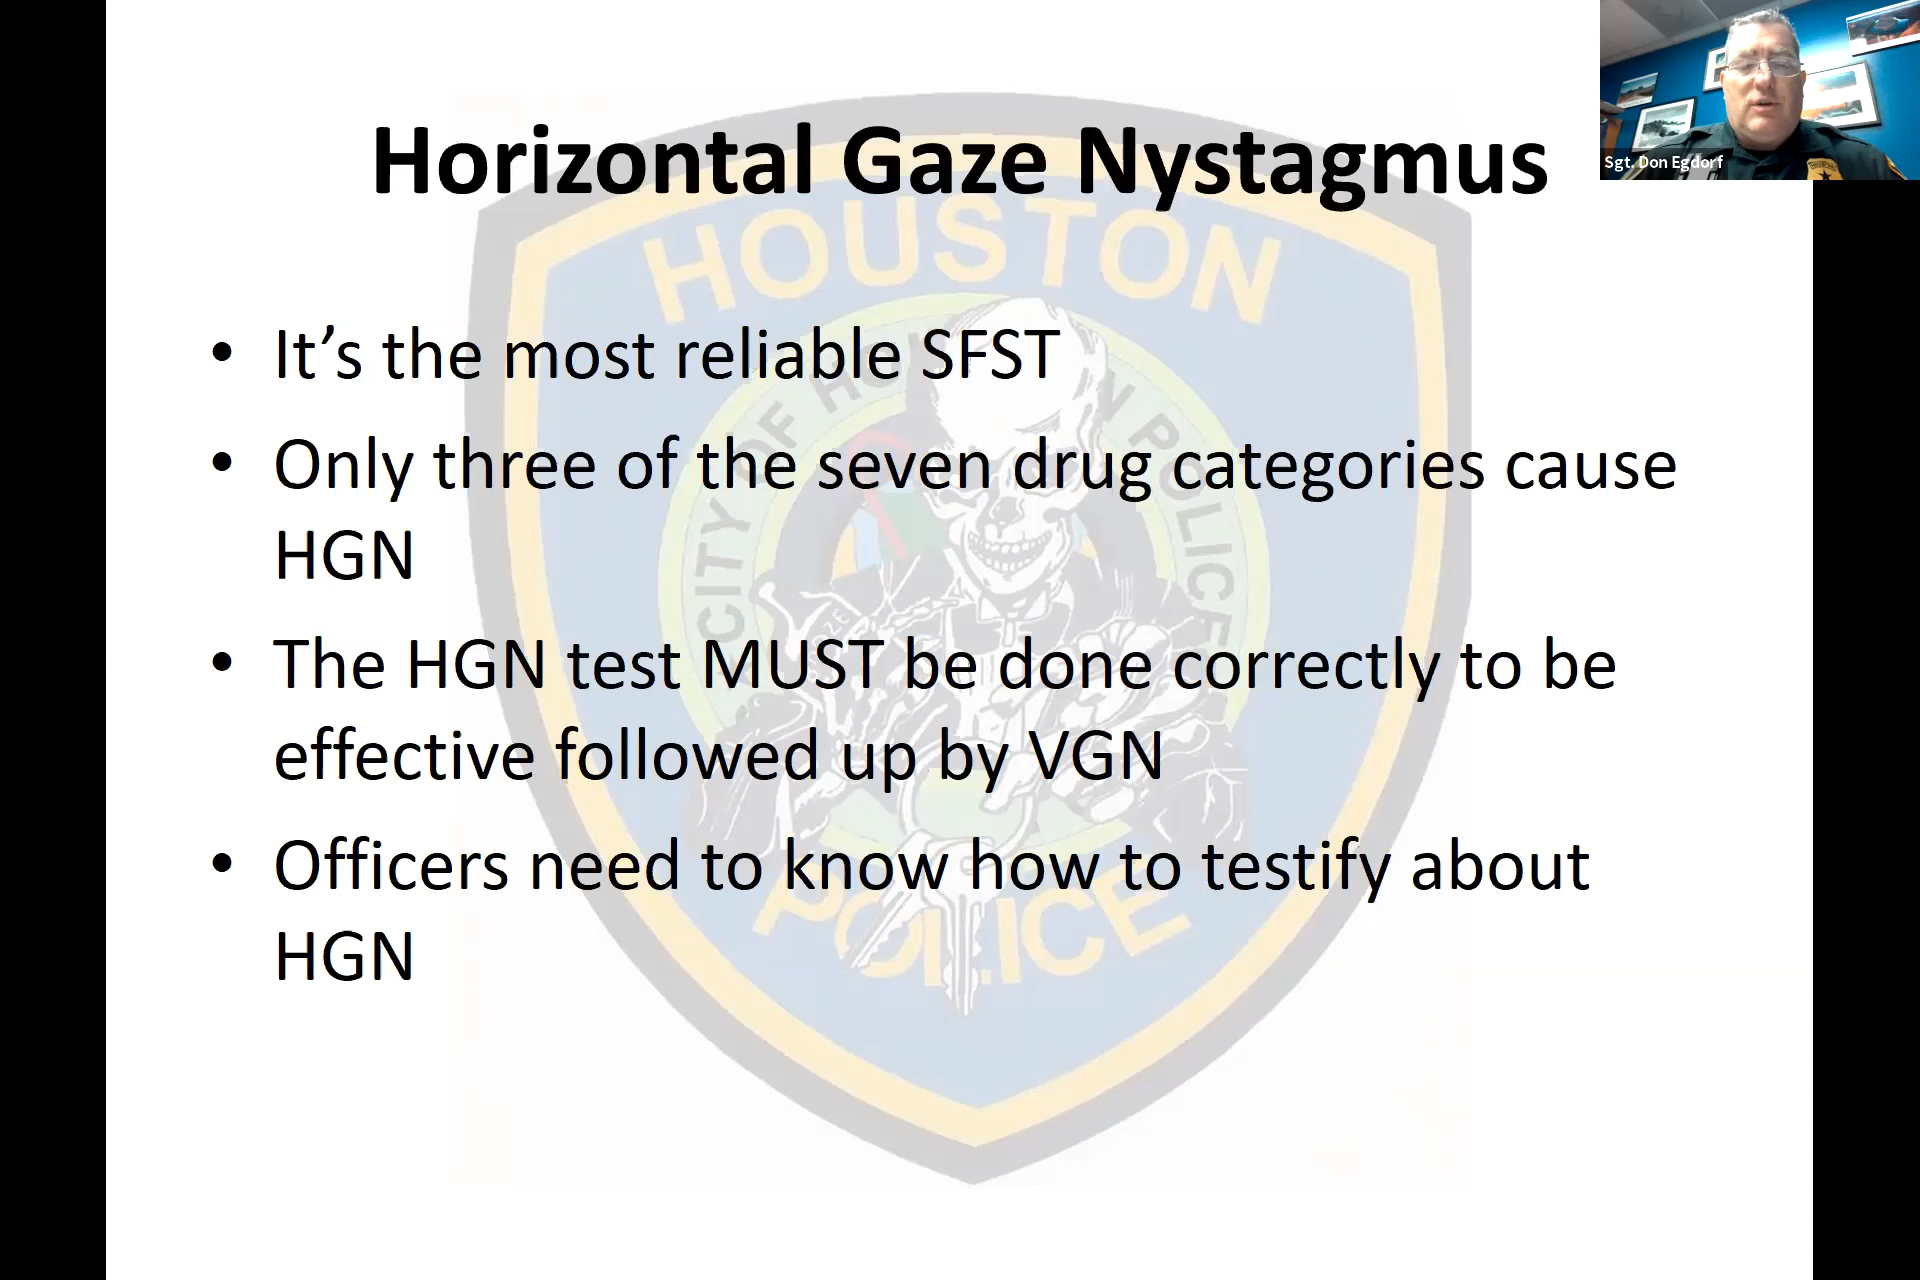 Horizontal Gaze Nystagmus
Sgt. Don Egdorf
HOUSTON
• It’s the most reliable SFST
• Only three of the seven drug categories cause
HGN
• The HGN test MUST be done correctly to be
effective followed up by VGN
• Officers need to know how to testify about
HGN
CITY OF
POLICE